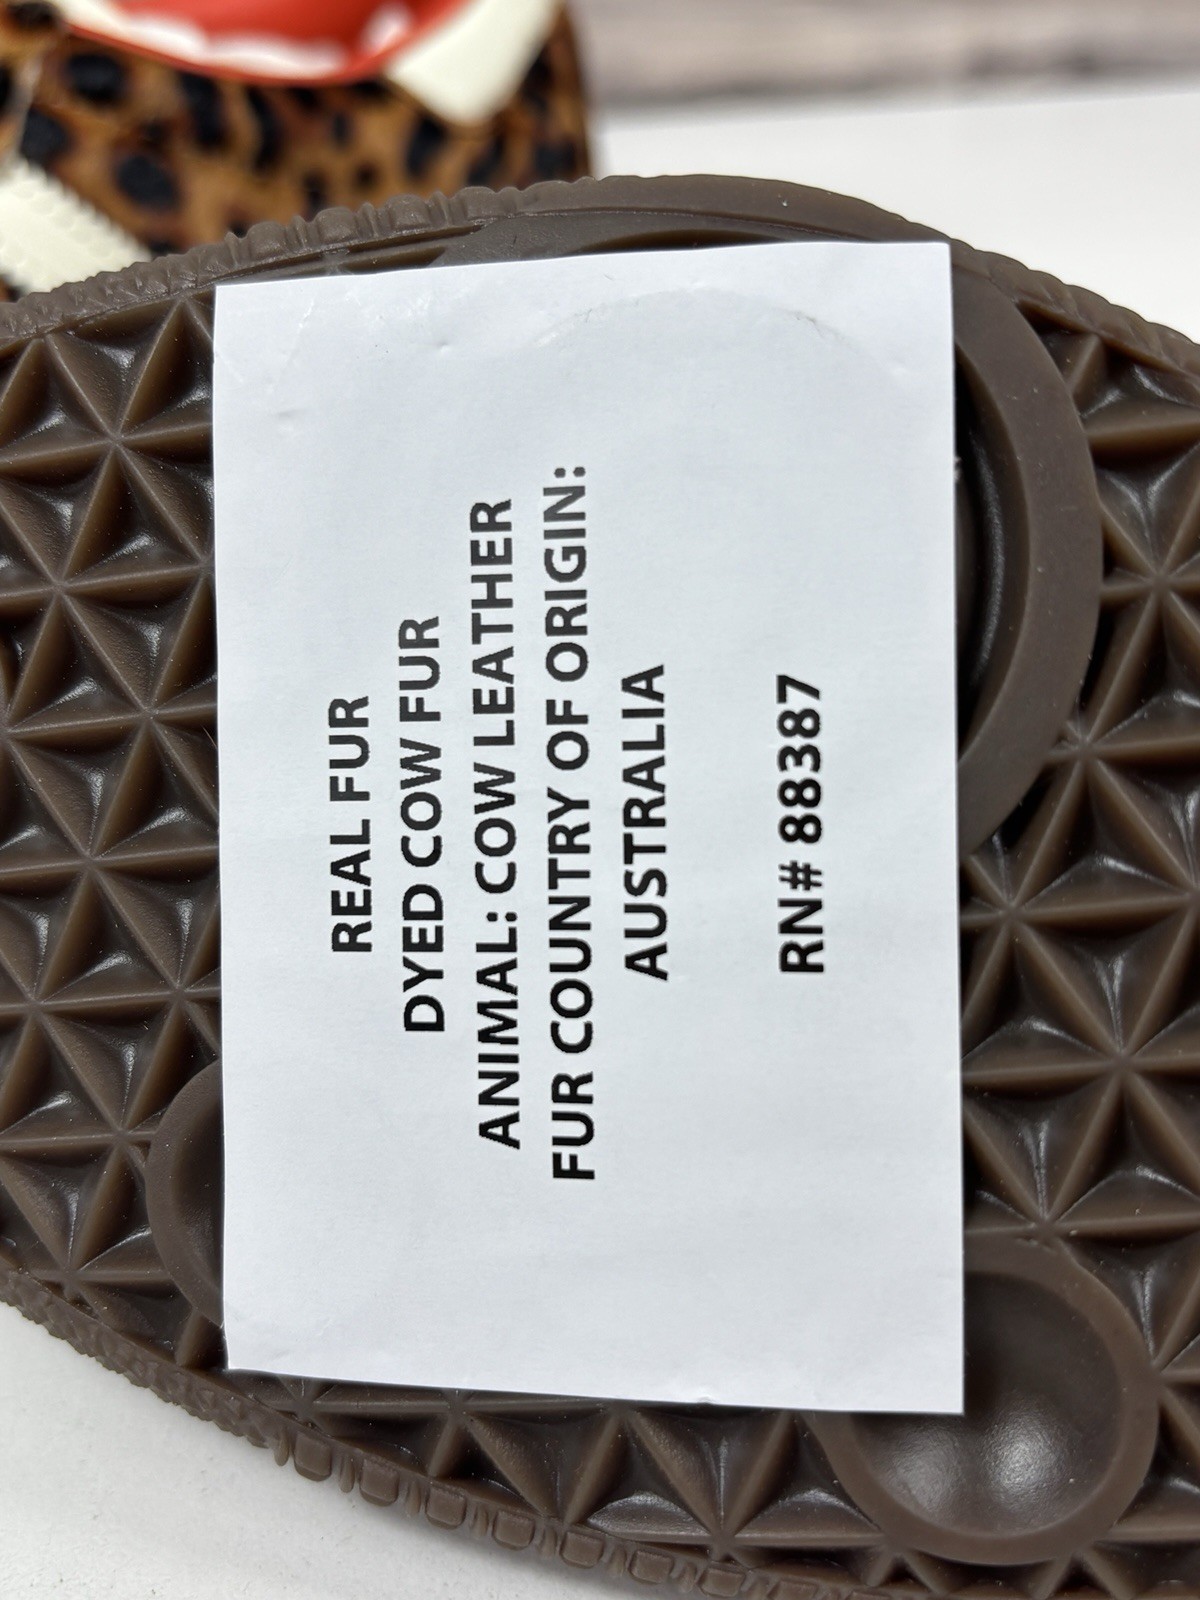 REAL FUR
DYED COW FUR
ANIMAL: COW LEATHER
FUR COUNTRY OF ORIGIN:
AUSTRALIA
RN# 88387